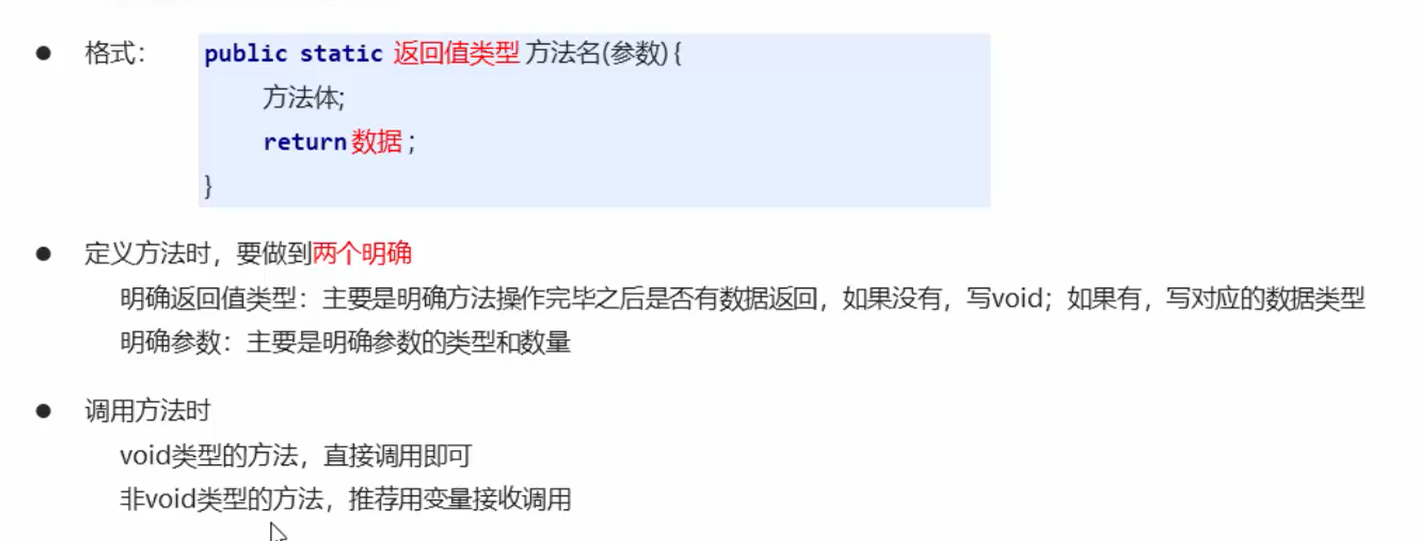 ● 格式： public static 返回值类型 方法名(参数) {
方法体;
return 数据 ;
}
● 定义方法时，要做到两个明确
明确返回值类型：主要是明确方法操作完毕之后是否有数据返回，如果没有，写void；如果有，写对应的数据类型
明确参数：主要是明确参数的类型和数量
● 调用方法时
void类型的方法，直接调用即可
非void类型的方法，推荐用变量接收调用